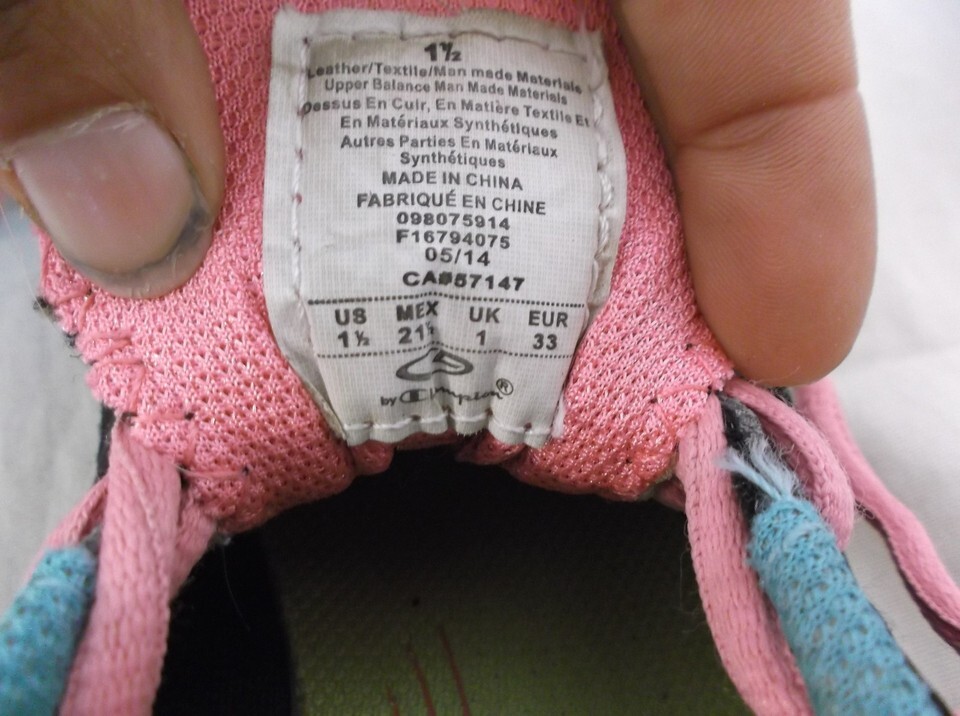 1½
Leather/Textile/Man made Materials
Upper Balance Man Made Materials
Dessus En Cuir, En Matière Textile Et
En Matériaux Synthétiques
Autres Parties En Matériaux
Synthétiques
MADE IN CHINA
FABRIQUÉ EN CHINE
098075914
F16794075
05/14
CA#57147
US MEX UK EUR
1½ 21½ 1 33
by Champion®